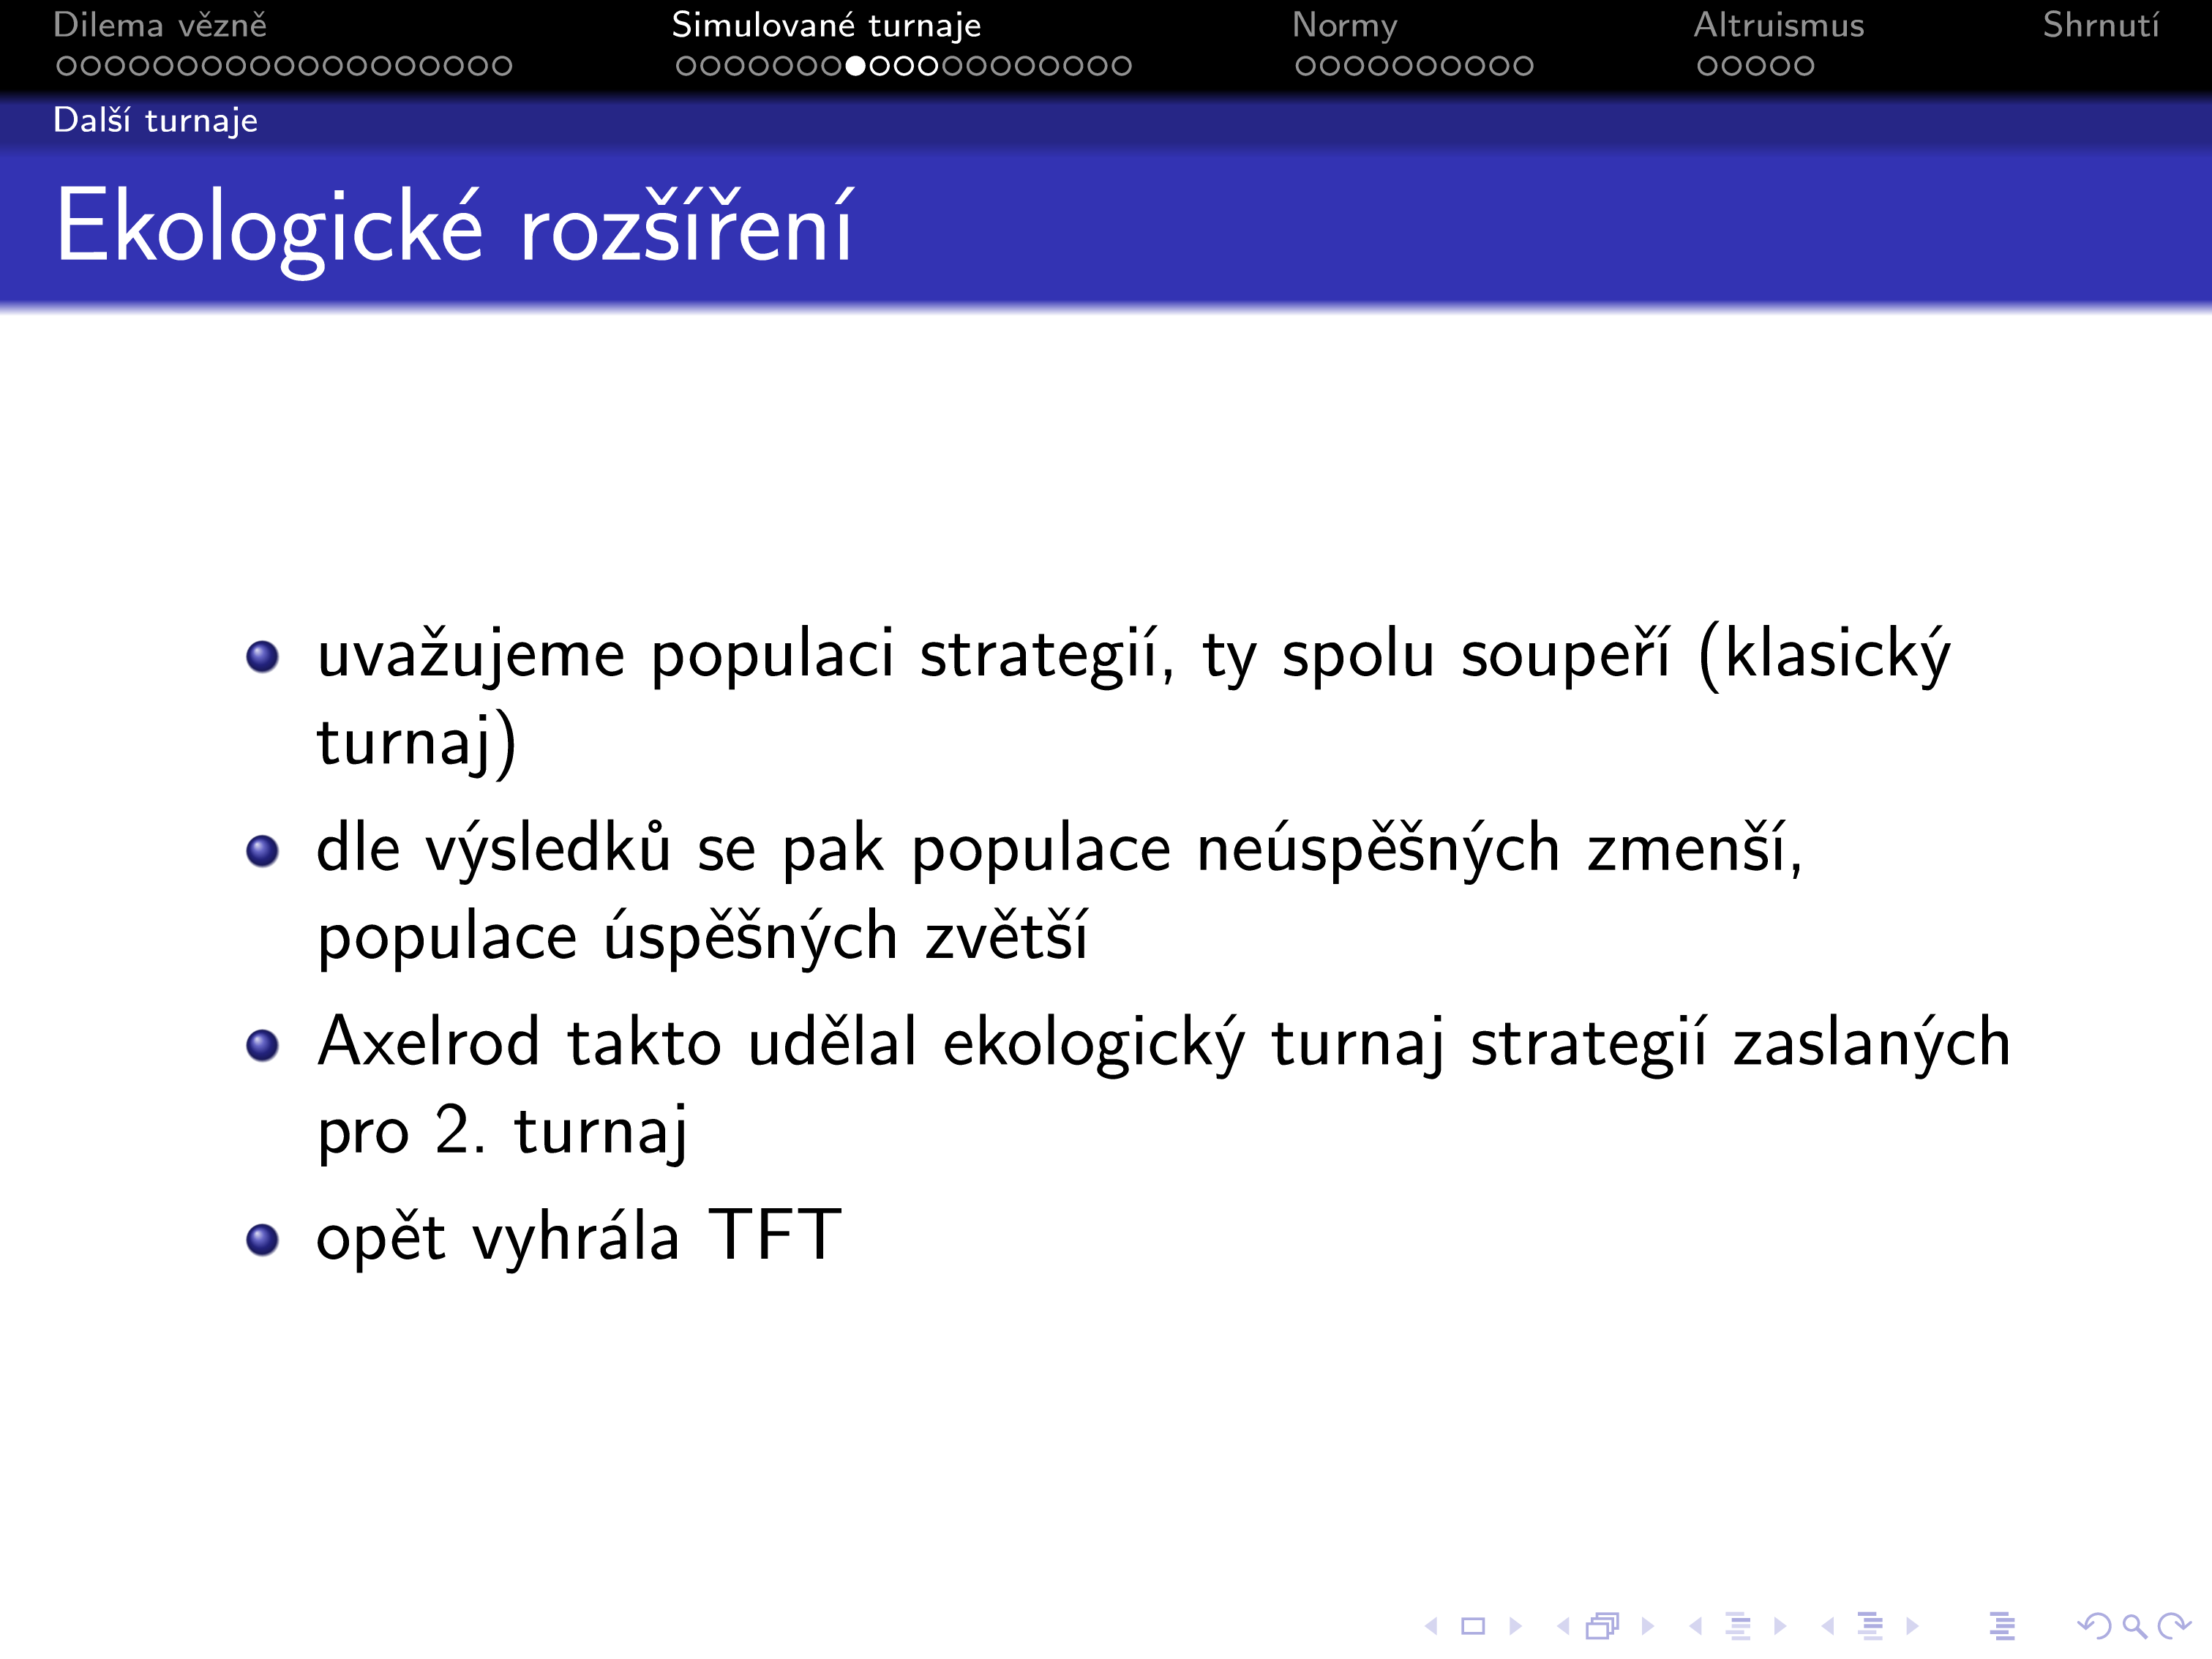 Dilema vězně
Simulované turnaje
Normy
Altruismus
Shrnutí
Další turnaje
Ekologické rozšíření
uvažujeme populaci strategií, ty spolu soupeří (klasický
turnaj)
dle výsledků se pak populace neúspěšných zmenší,
populace úspěšných zvětší
Axelrod takto udělal ekologický turnaj strategií zaslaných
pro 2. turnaj
opět vyhrála TFT